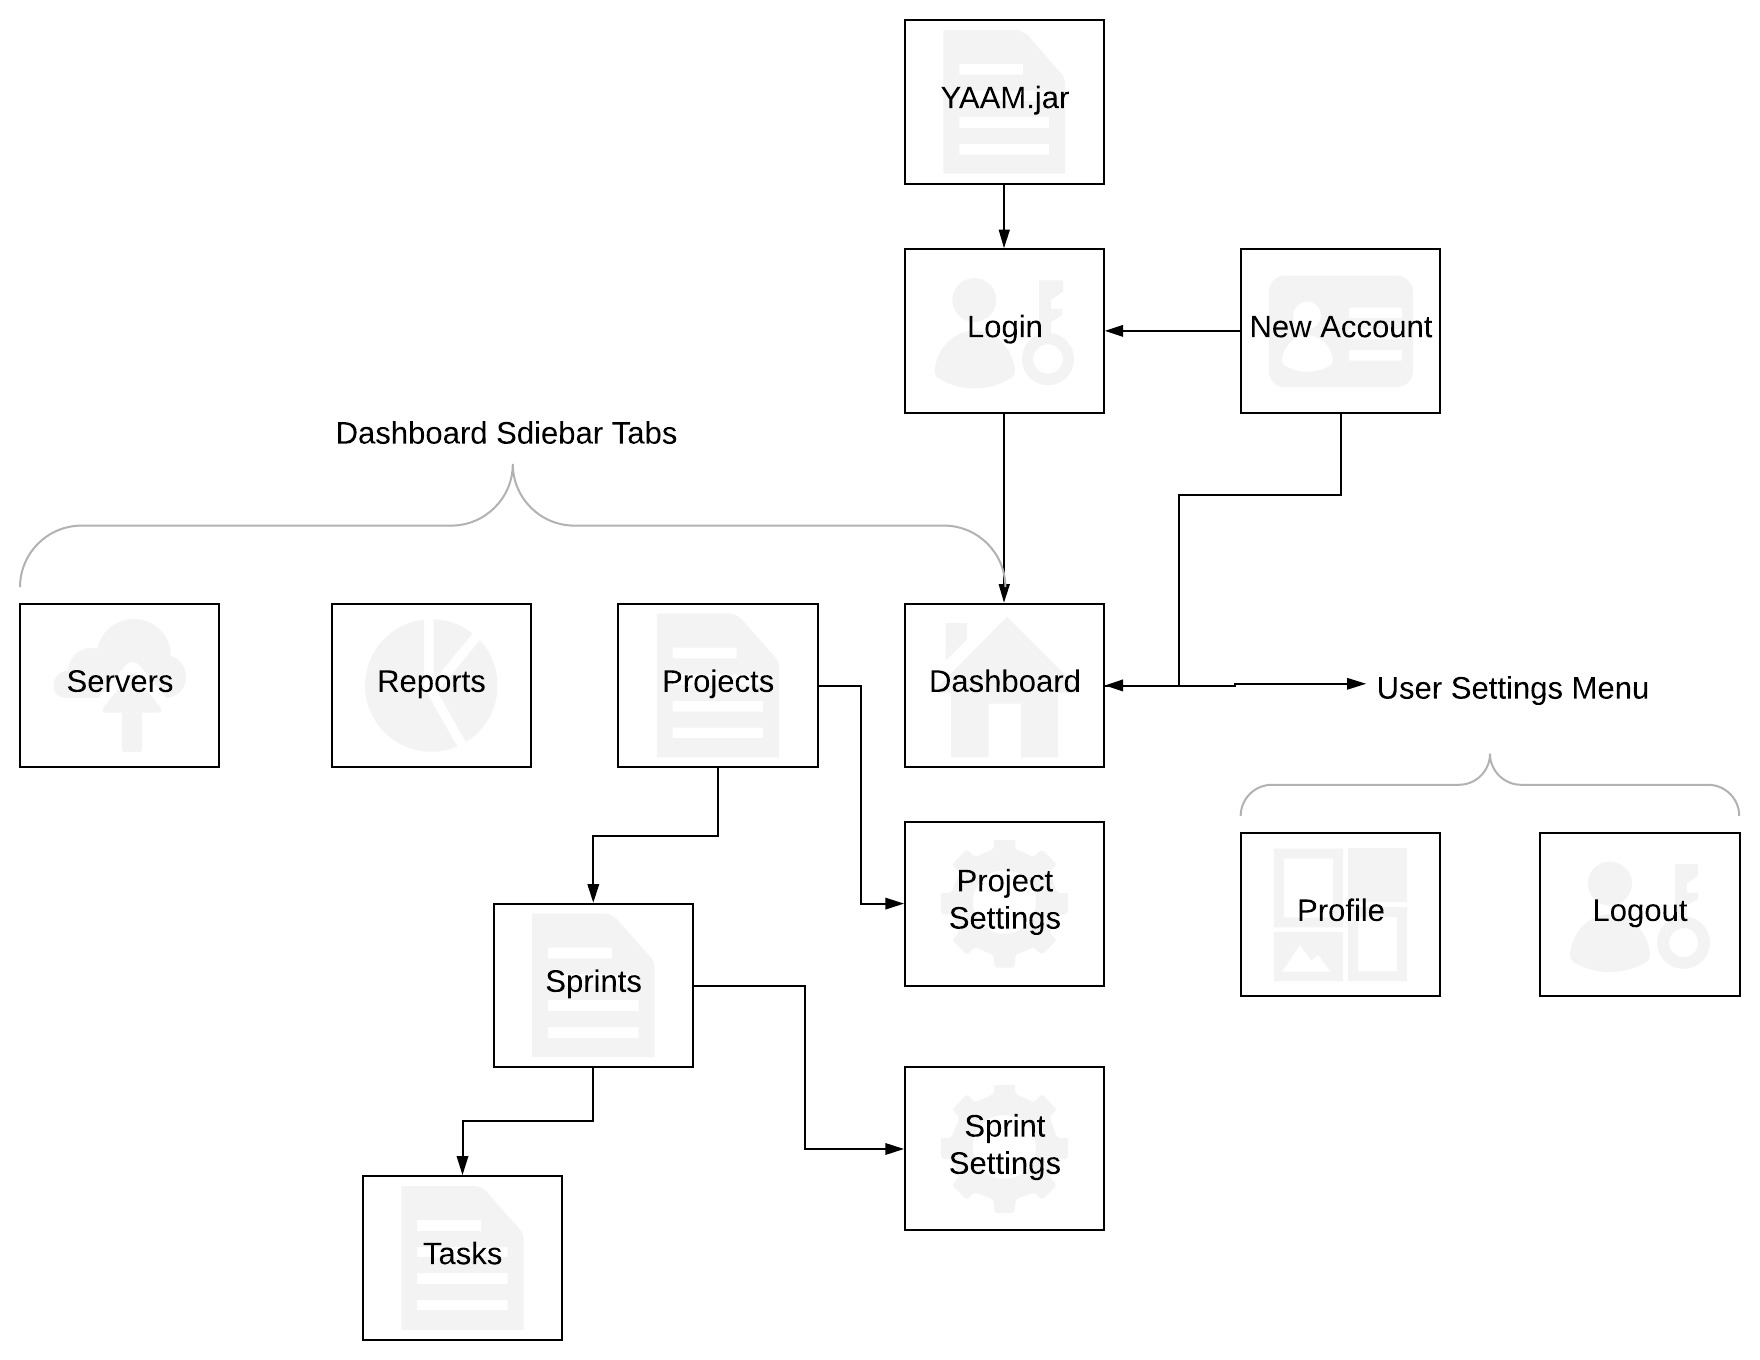 YAAM.jar
Login
New Account
Dashboard Sdiebar Tabs
Servers
Reports
Projects
Dashboard
User Settings Menu
Project
Settings
Profile
Logout
Sprints
Sprint
Settings
Tasks